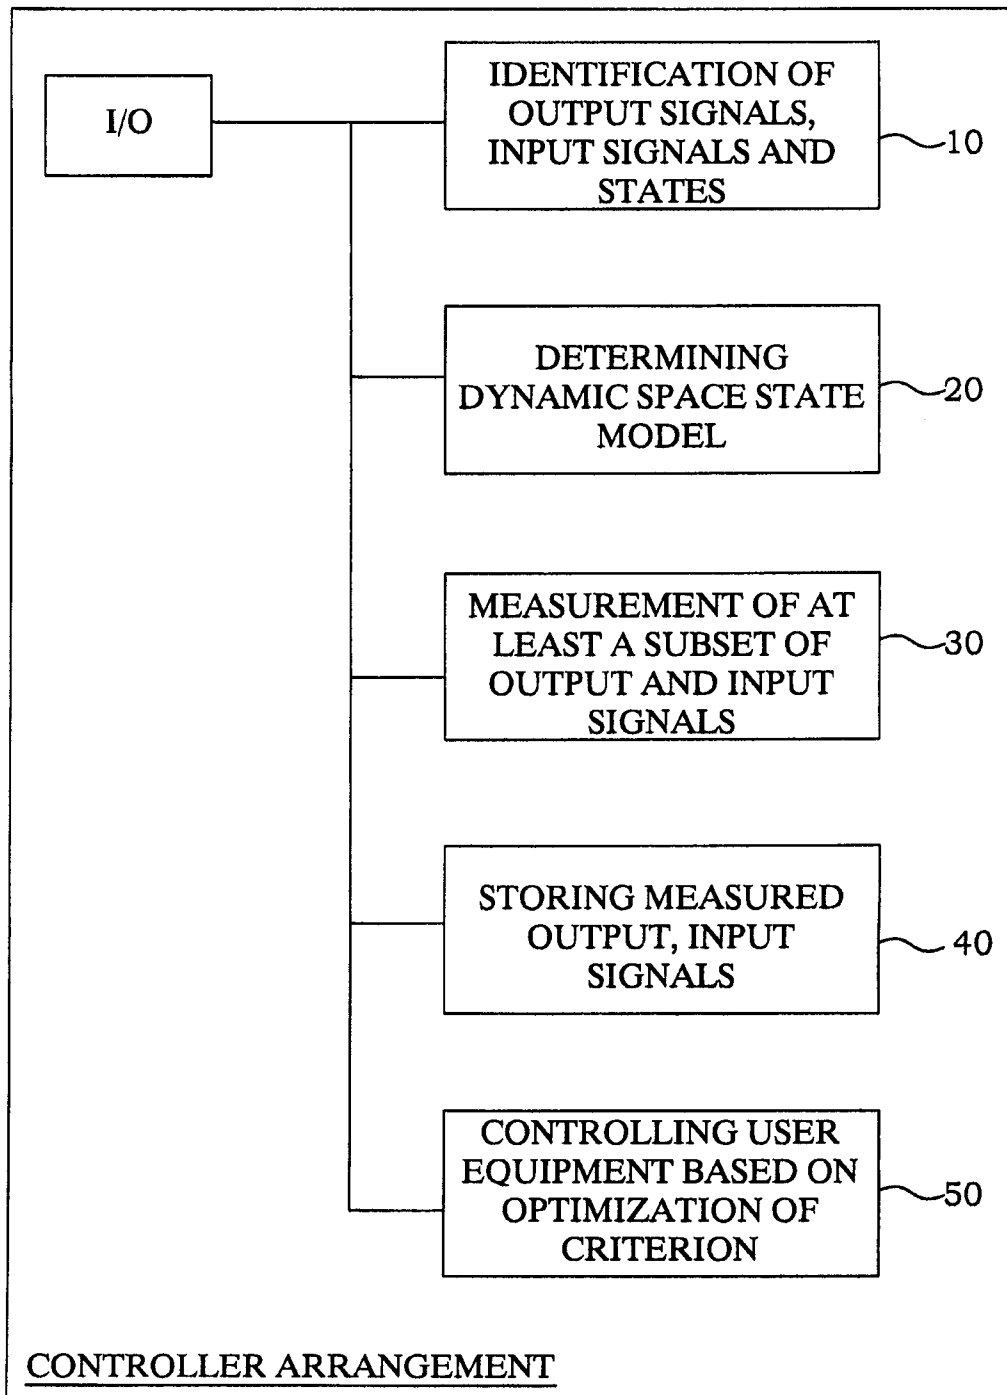 I/O
IDENTIFICATION OF
OUTPUT SIGNALS,
INPUT SIGNALS AND
STATES
10
DETERMINING
DYNAMIC SPACE STATE
MODEL
20
MEASUREMENT OF AT
LEAST A SUBSET OF
OUTPUT AND INPUT
SIGNALS
30
STORING MEASURED
OUTPUT, INPUT
SIGNALS
40
CONTROLLING USER
EQUIPMENT BASED ON
OPTIMIZATION OF
CRITERION
50
CONTROLLER ARRANGEMENT